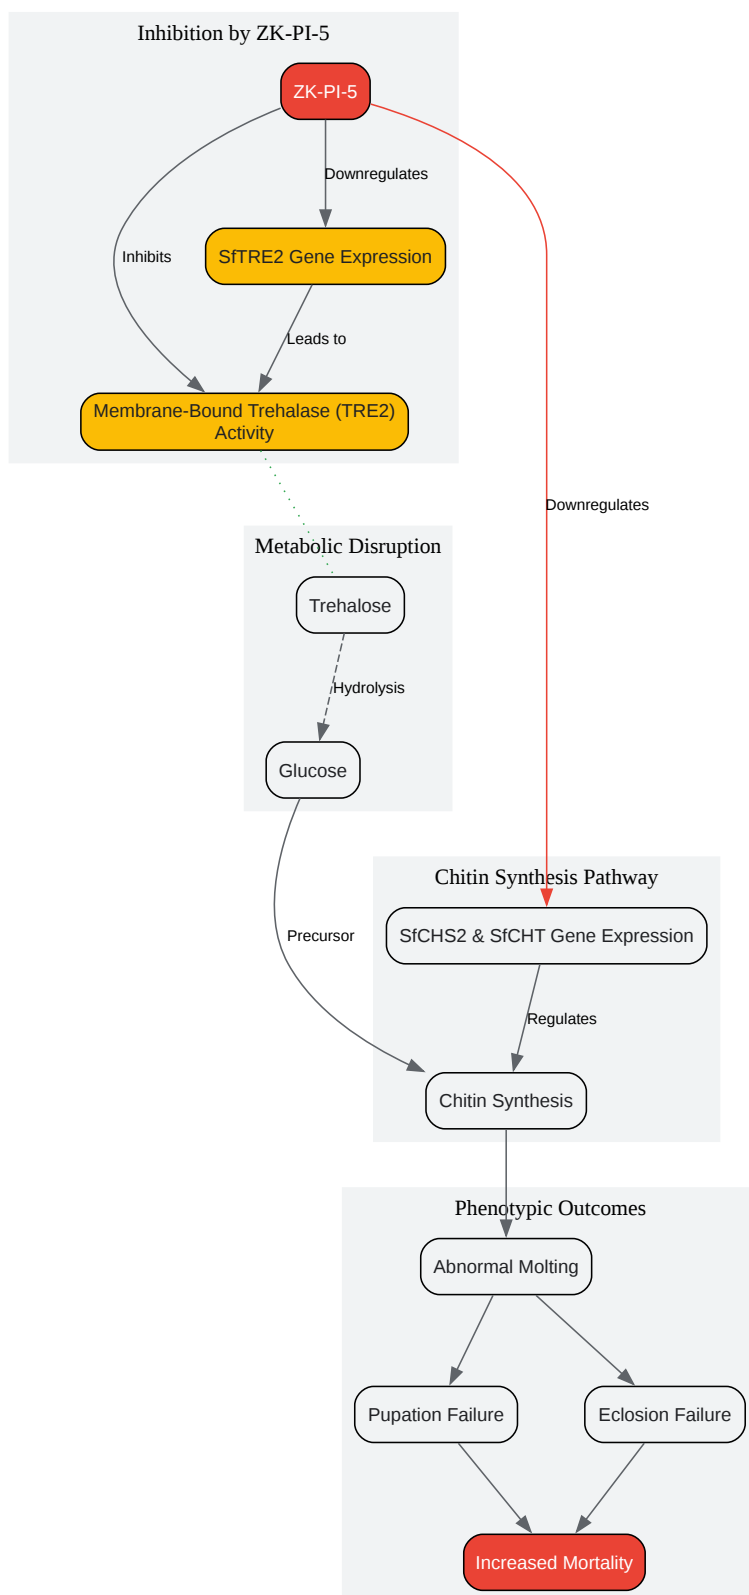 Inhibition by ZK-PI-5
ZK-PI-5
Downregulates
Inhibits
SfTRE2 Gene Expression
Leads to
Membrane-Bound Trehalase (TRE2)
Activity
Downregulates
Metabolic Disruption
Trehalose
Hydrolysis
Glucose
Chitin Synthesis Pathway
SfCHS2 & SfCHT Gene Expression
Precursor
Regulates
Chitin Synthesis
Phenotypic Outcomes
Abnormal Molting
Pupation Failure
Eclosion Failure
Increased Mortality